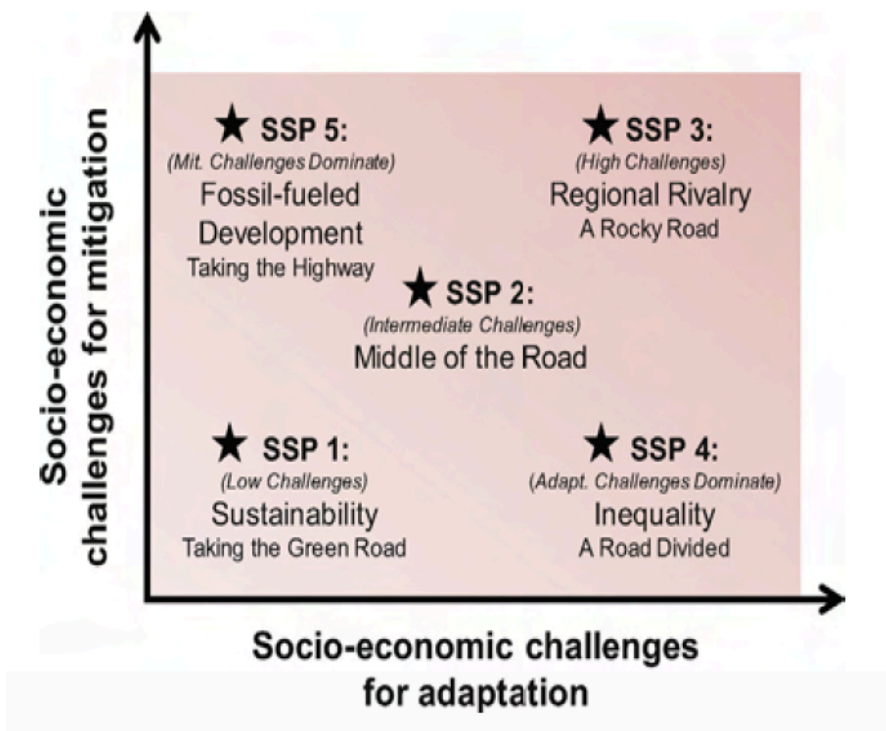 Socio-economic
challenges for mitigation
★ SSP 5:
(Mit. Challenges Dominate)
Fossil-fueled
Development
Taking the Highway
★ SSP 3:
(High Challenges)
Regional Rivalry
A Rocky Road
★ SSP 2:
(Intermediate Challenges)
Middle of the Road
★ SSP 1:
(Low Challenges)
Sustainability
Taking the Green Road
★ SSP 4:
(Adapt. Challenges Dominate)
Inequality
A Road Divided
Socio-economic challenges
for adaptation